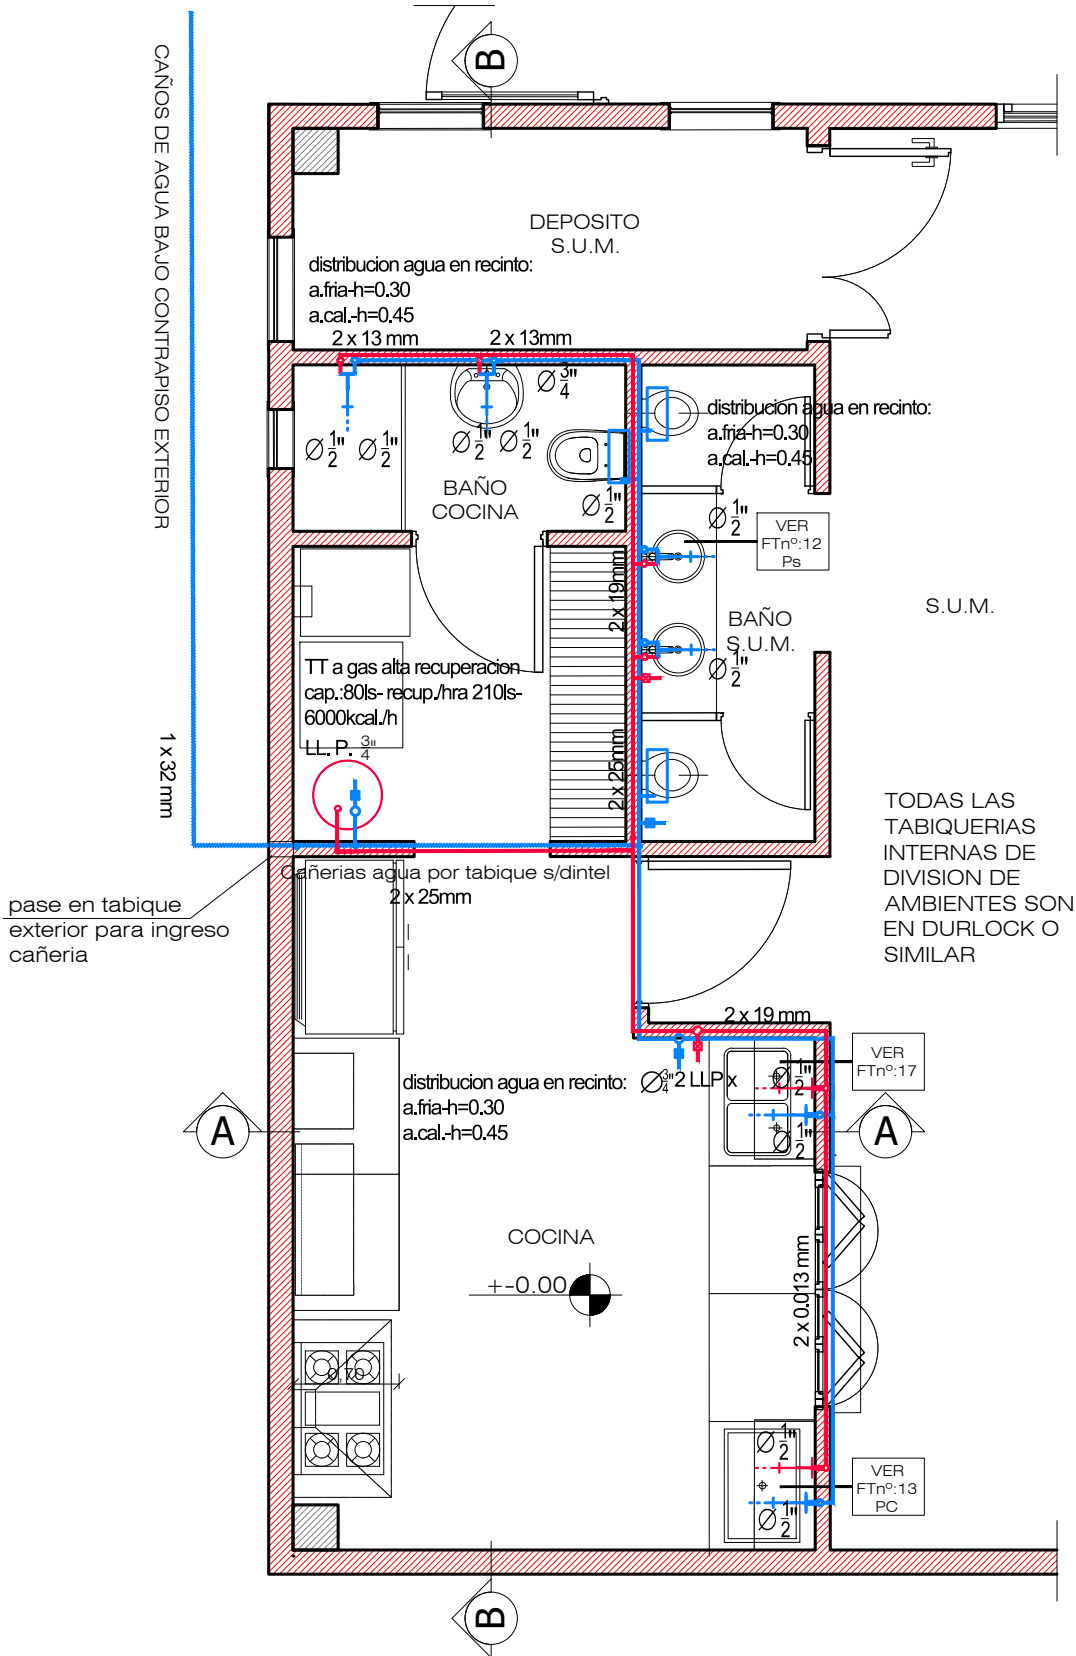 B
CAÑOS DE AGUA BAJO CONTRAPISO EXTERIOR
DEPOSITO
S.U.M.
distribucion agua en recinto:
a.fria-h=0.30
a.cal.-h=0.45
2 x 13 mm
2 x 13mm
Ø 3/4"
distribucion agua en recinto:
a.fria-h=0.30
a.cal.-h=0.45
Ø 1/2"
Ø 1/2"
Ø 1/2"
Ø 1/2"
BAÑO
COCINA
Ø 1/2"
Ø 1/2"
VER
FTnº:12
Ps
2 x 19mm
BAÑO
S.U.M.
S.U.M.
Ø 1/2"
TT a gas alta recuperacion
cap.:80ls- recup./hra 210ls-
6000kcal./h
LL. P. 3/4"
1 x 32 mm
2 x 25mm
TODAS LAS
TABIQUERIAS
INTERNAS DE
DIVISION DE
AMBIENTES SON
EN DURLOCK O
SIMILAR
Cañerias agua por tabique s/dintel
2 x 25mm
pase en tabique
exterior para ingreso
cañeria
2 x 19 mm
VER
FTnº:17
distribucion agua en recinto:
a.fria-h=0.30
a.cal.-h=0.45
Ø 3/4" 2 LLP x
Ø 1/2"
Ø 1/2"
A
A
COCINA
+-0.00
2 x 0.013 mm
0,70
Ø 1/2"
Ø 1/2"
VER
FTnº:13
PC
B